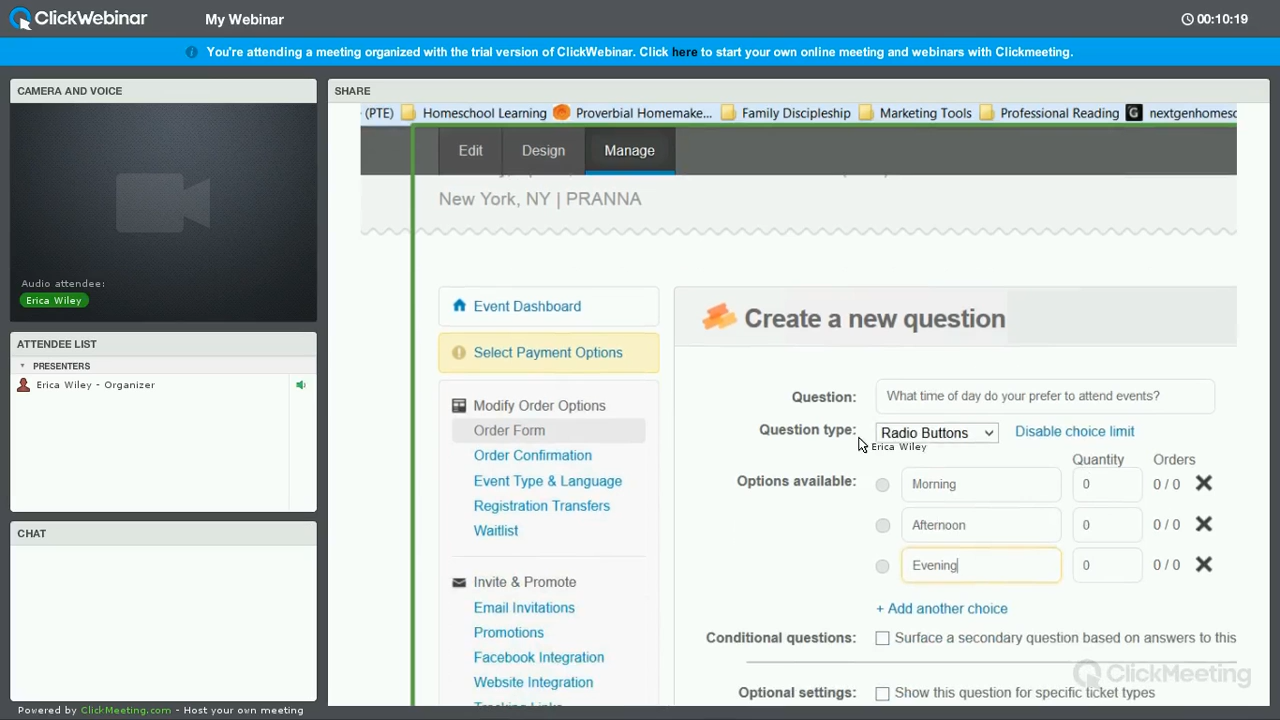 ClickWebinar My Webinar 00:10:19
You're attending a meeting organized with the trial version of ClickWebinar. Click here to start your own online meeting and webinars with Clickmeeting.
CAMERA AND VOICE
Audio attendee:
Erica Wiley
ATTENDEE LIST
PRESENTERS
Erica Wiley - Organizer
CHAT
Powered by ClickMeeting.com - Host your own meeting
SHARE
(PTE) Homeschool Learning Proverbial Homemake... Family Discipleship Marketing Tools Professional Reading G nextgenhomesc
Edit Design Manage
New York, NY | PRANNA
Event Dashboard
Select Payment Options
Modify Order Options
Order Form
Order Confirmation
Event Type & Language
Registration Transfers
Waitlist
Invite & Promote
Email Invitations
Promotions
Facebook Integration
Website Integration
Create a new question
Question: What time of day do your prefer to attend events?
Question type: Radio Buttons Disable choice limit
Erica Wiley
Quantity Orders
Options available: Morning 0 0 / 0
Afternoon 0 0 / 0
Evening 0 0 / 0
+ Add another choice
Conditional questions: Surface a secondary question based on answers to this
Optional settings: Show this question for specific ticket types
ClickMeeting